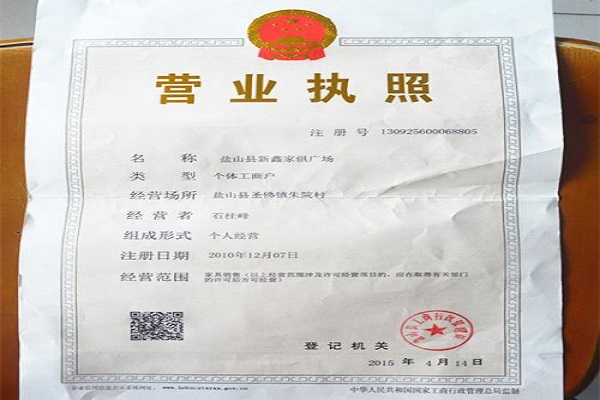 营业执照
注册号 130925600068805
名称 盐山县新鑫家俱广场
类型 个体工商户
经营场所 盐山县圣佛镇朱院村
经营者 石柱峰
组成形式 个人经营
注册日期 2010年12月07日
经营范围 家具销售（以上经营范围涉及许可经营项目的，应在取得有关部门
的许可后方可经营）
登记机关
2015 年 4 月 14 日
中华人民共和国国家工商行政管理总局监制